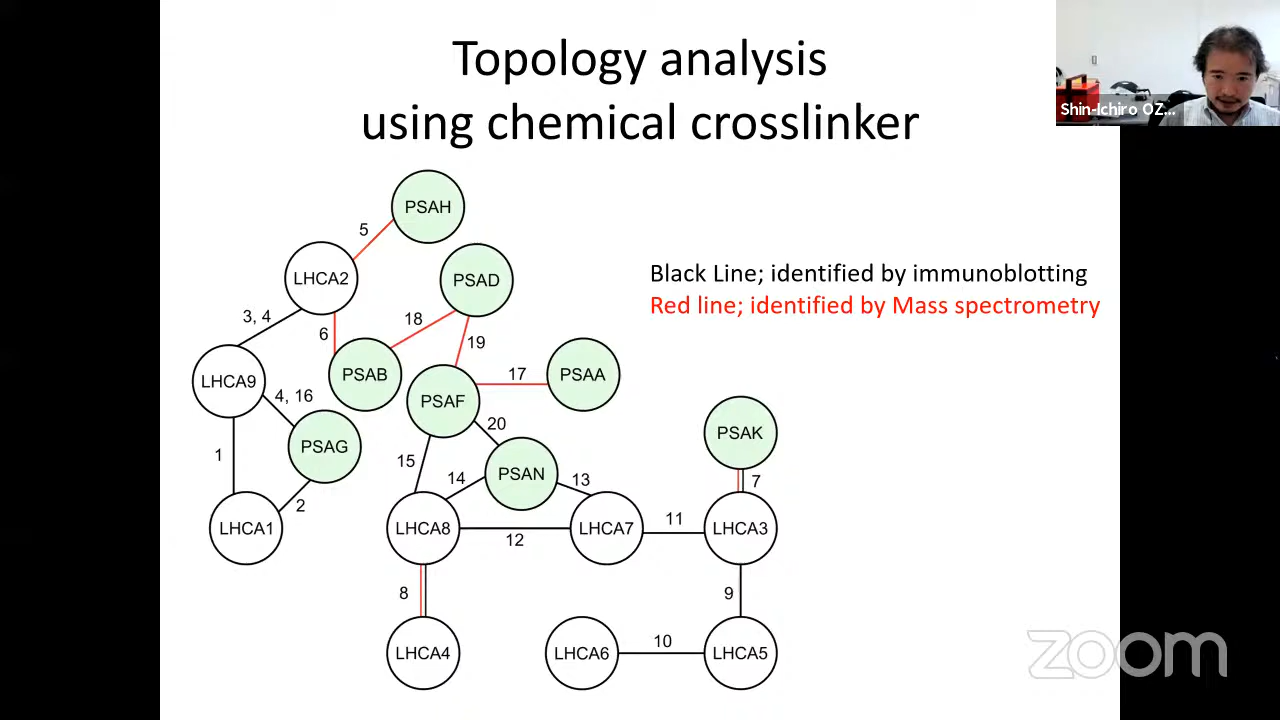 Topology analysis
using chemical crosslinker
Shin-Ichiro OZ...
PSAH
5
LHCA2
PSAD
Black Line; identified by immunoblotting
Red line; identified by Mass spectrometry
3, 4
6
18
19
LHCA9
PSAB
17
PSAA
4, 16
PSAF
20
PSAK
1
PSAG
15
14
PSAN
13
7
2
LHCA1
LHCA8
12
LHCA7
11
LHCA3
8
9
LHCA4
LHCA6
10
LHCA5
zoom